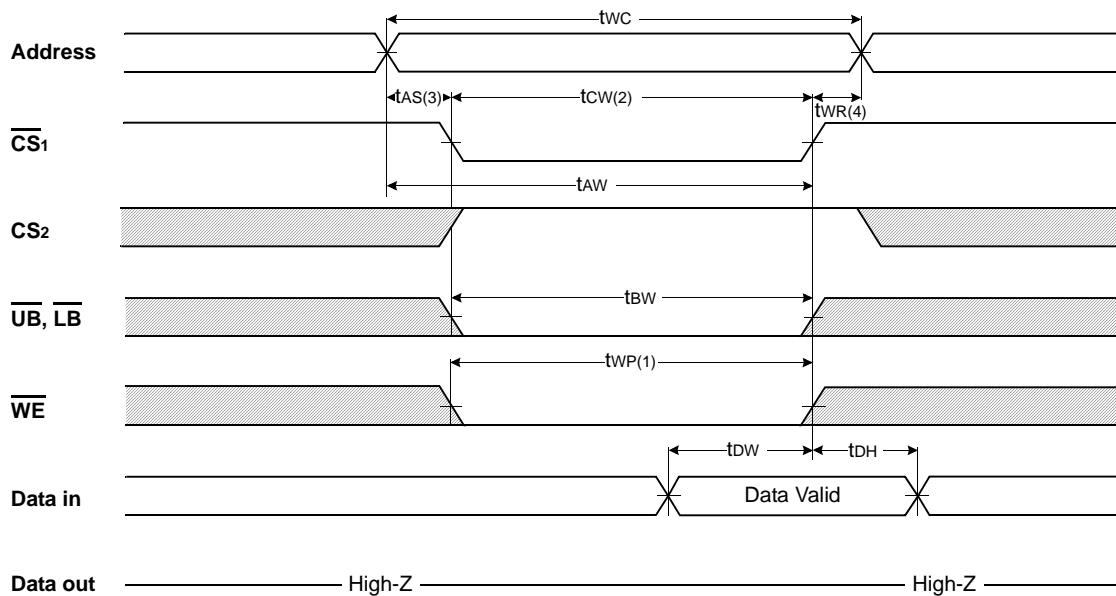 tWC
Address
tAS(3) tCW(2) tWR(4)
CS1
tAW
CS2
tBW
UB, LB
tWP(1)
WE
tDW tDH
Data in Data Valid
Data out High-Z High-Z